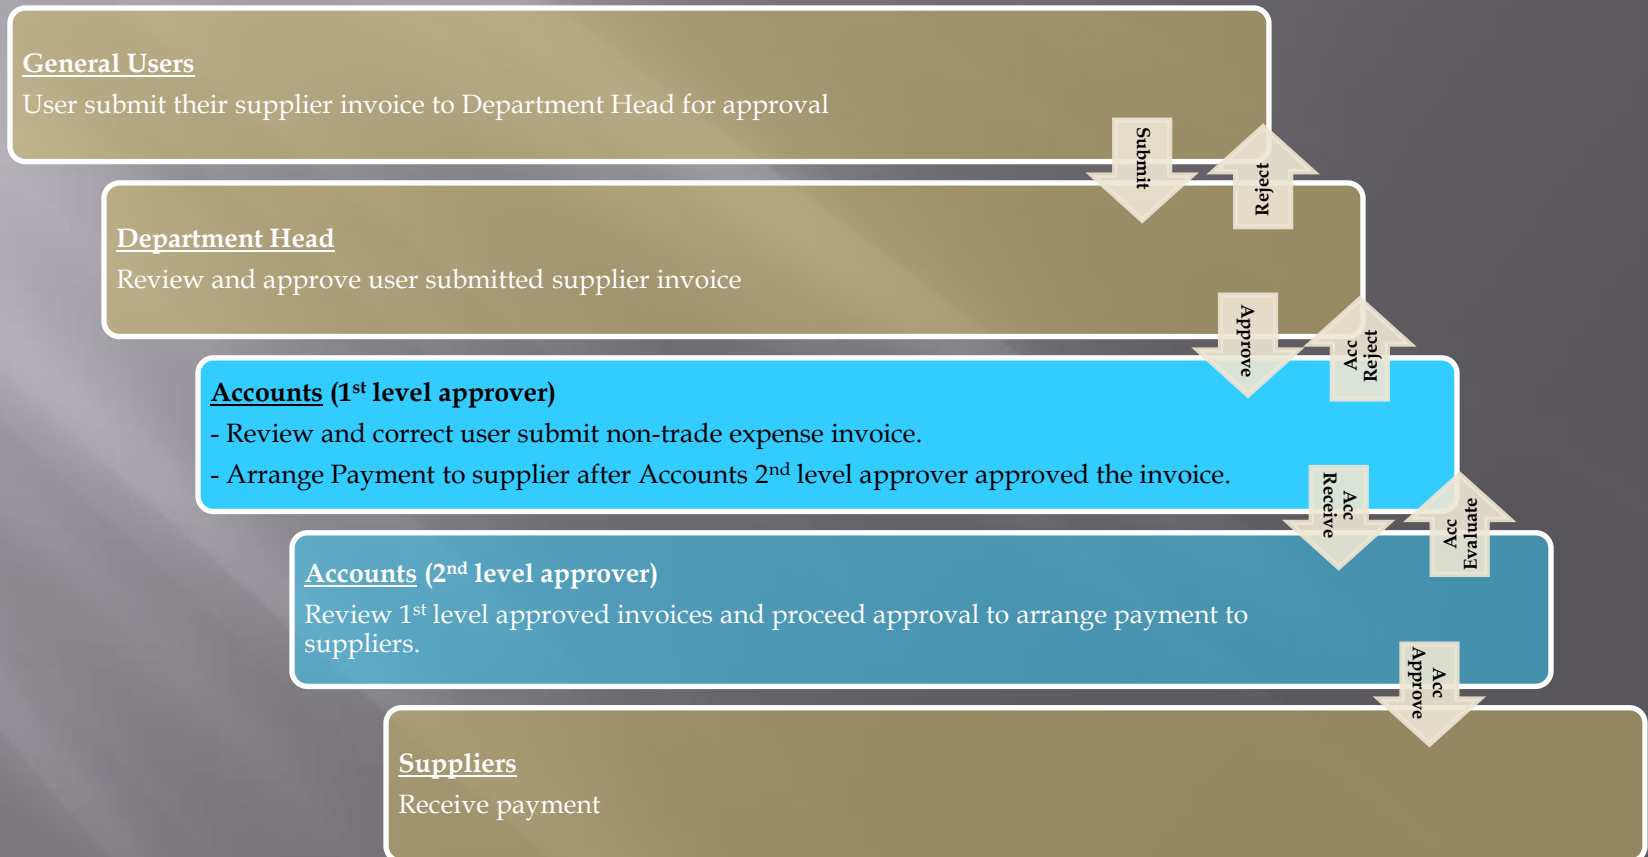 General Users
User submit their supplier invoice to Department Head for approval
Submit
Reject
Department Head
Review and approve user submitted supplier invoice
Approve
Acc
Reject
Accounts (1st level approver)
- Review and correct user submit non-trade expense invoice.
- Arrange Payment to supplier after Accounts 2nd level approver approved the invoice.
Acc
Receive
Acc
Evaluate
Accounts (2nd level approver)
Review 1st level approved invoices and proceed approval to arrange payment to
suppliers.
Acc
Approve
Suppliers
Receive payment